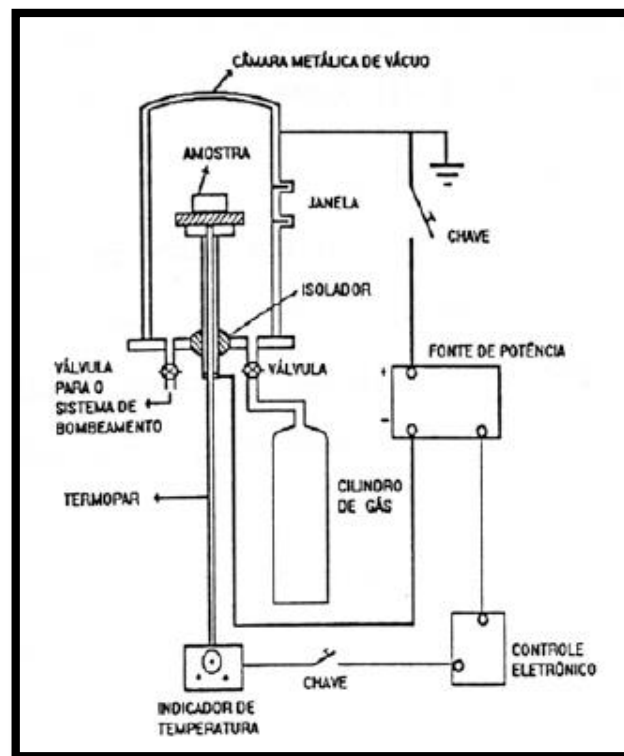 CÂMARA METÁLICA DE VÁCUO
AMOSTRA
JANELA
CHAVE
ISOLADOR
FONTE DE POTÊNCIA
VÁLVULA
PARA O
SISTEMA DE
BOMBEAMENTO
VÁLVULA
+
-
CILINDRO
DE GÁS
TERMOPAR
CONTROLE
ELETRÔNICO
CHAVE
INDICADOR DE
TEMPERATURA